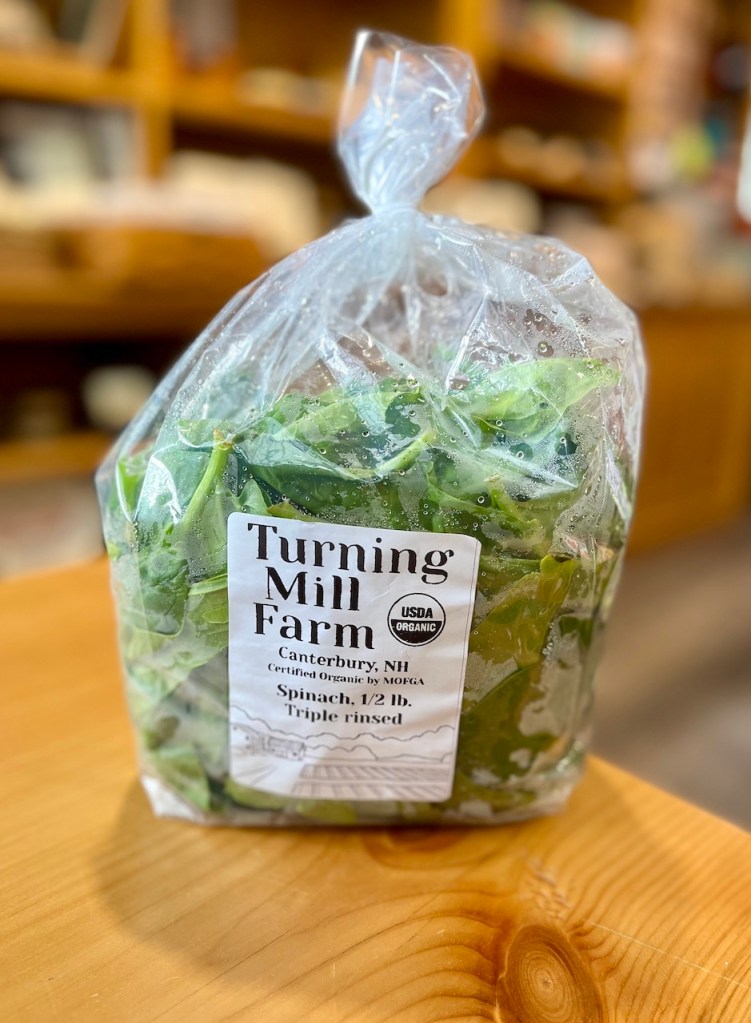 Turning
Mill
Farm
USDA
ORGANIC
Canterbury, NH
Certified Organic by MOFGA
Spinach, 1/2 lb.
Triple rinsed